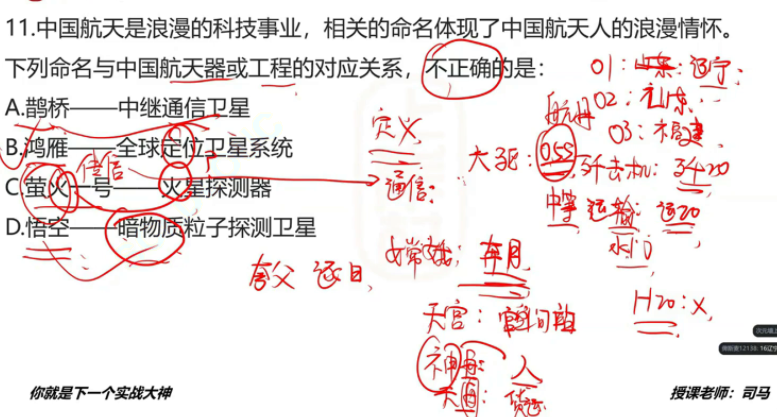 11.中国航天是浪漫的科技事业，相关的命名体现了中国航天人的浪漫情怀。
下列命名与中国航天器或工程的对应关系，不正确的是：
A.鹊桥——中继通信卫星
B.鸿雁——全球定位卫星系统
C.萤火一号——火星探测器
D.悟空——暗物质粒子探测卫星
01：山东：辽宁
航母 02：山东
03：福建
定义
通信：
大驱：055
歼击机：歼20
中等 运输 运20
水门
H20：X
夸父 逐日
嫦娥：奔月
天宫：空间站
神舟：人
天舟：货运
你就是下一个实战大神
授课老师：司马